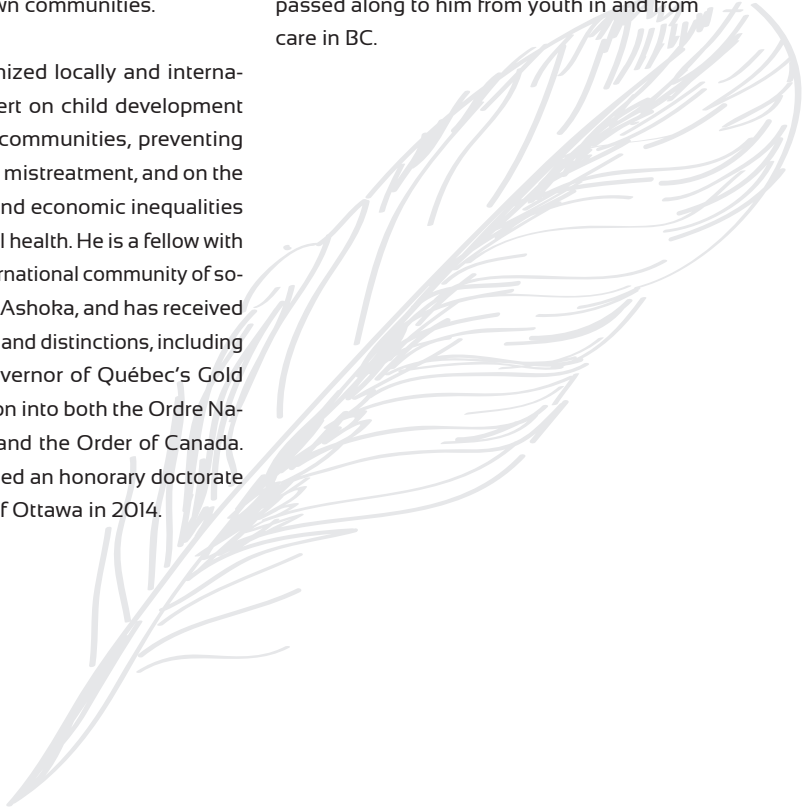 wn communities.
nized locally and interna-
ert on child development
communities, preventing
mistreatment, and on the
nd economic inequalities
l health. He is a fellow with
rnational community of so-
Ashoka, and has received
and distinctions, including
vernor of Québec's Gold
on into both the Ordre Na-
and the Order of Canada.
ed an honorary doctorate
f Ottawa in 2014.
passed along to him from youth in and from
care in BC.